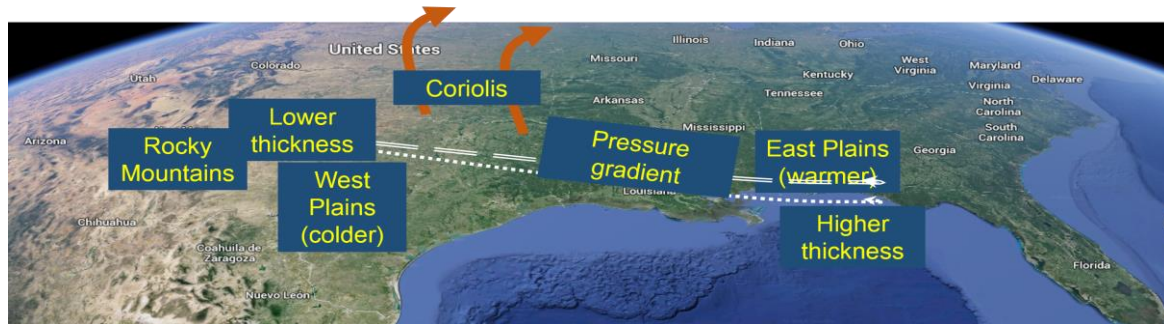 United States
Illinois
Indiana
Ohio
Utah
Colorado
Missouri
West
Virginia
Maryland
Kentucky
Delaware
Virginia
Coriolis
Arkansas
Tennessee
North
Carolina
Lower
thickness
Mississippi
South
Carolina
Arizona
Rocky
Mountains
Pressure
gradient
East Plains
(warmer)
Georgia
West
Plains
(colder)
Louisiana
Chihuahua
Higher
thickness
Coahuila de
Zaragoza
Florida
Nuevo León